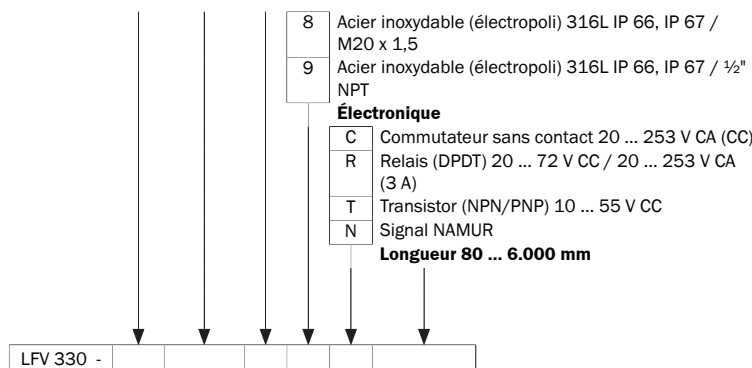 8 Acier inoxydable (électropoli) 316L IP 66, IP 67 /
M20 x 1,5
9 Acier inoxydable (électropoli) 316L IP 66, IP 67 / ½"
NPT
Électronique
C Commutateur sans contact 20 ... 253 V CA (CC)
R Relais (DPDT) 20 ... 72 V CC / 20 ... 253 V CA
(3 A)
T Transistor (NPN/PNP) 10 ... 55 V CC
N Signal NAMUR
Longueur 80 ... 6.000 mm
LFV 330 -